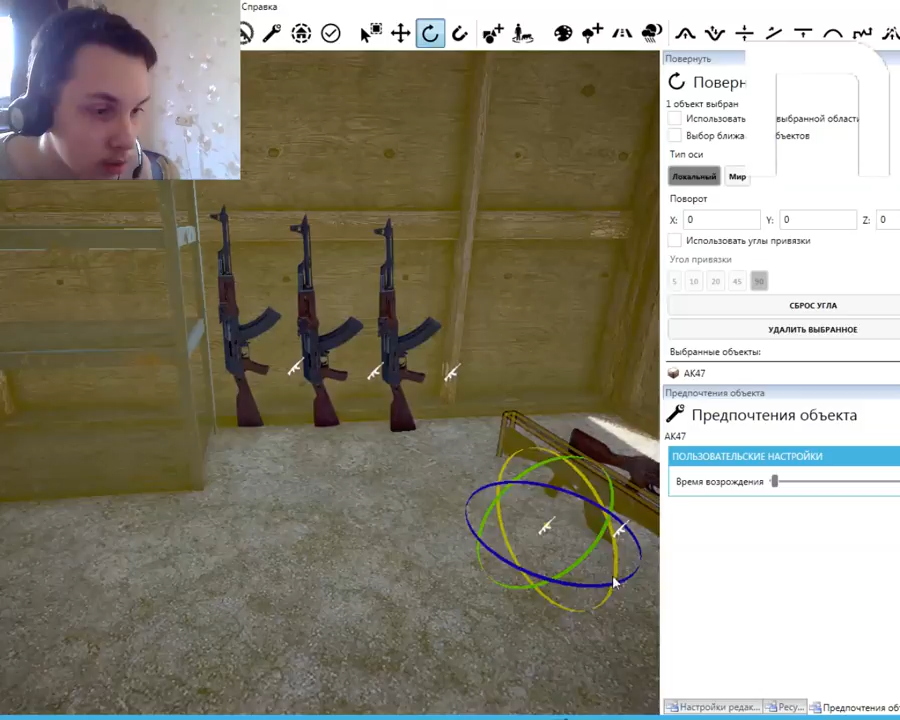 Справка
Повернуть
Поверн
1 объект выбран
Использовать выбранной области
Выбор ближа бъектов
Тип оси
Локальный Мир
Поворот
X: 0 Y: 0 Z: 0
Использовать углы привязки
Угол привязки
5 10 20 45 90
СБРОС УГЛА
УДАЛИТЬ ВЫБРАННОЕ
Выбранные объекты:
AK47
Предпочтения объекта
Предпочтения объекта
AK47
ПОЛЬЗОВАТЕЛЬСКИЕ НАСТРОЙКИ
Время возрождения
Настройки редак... Ресу... Предпочтения об